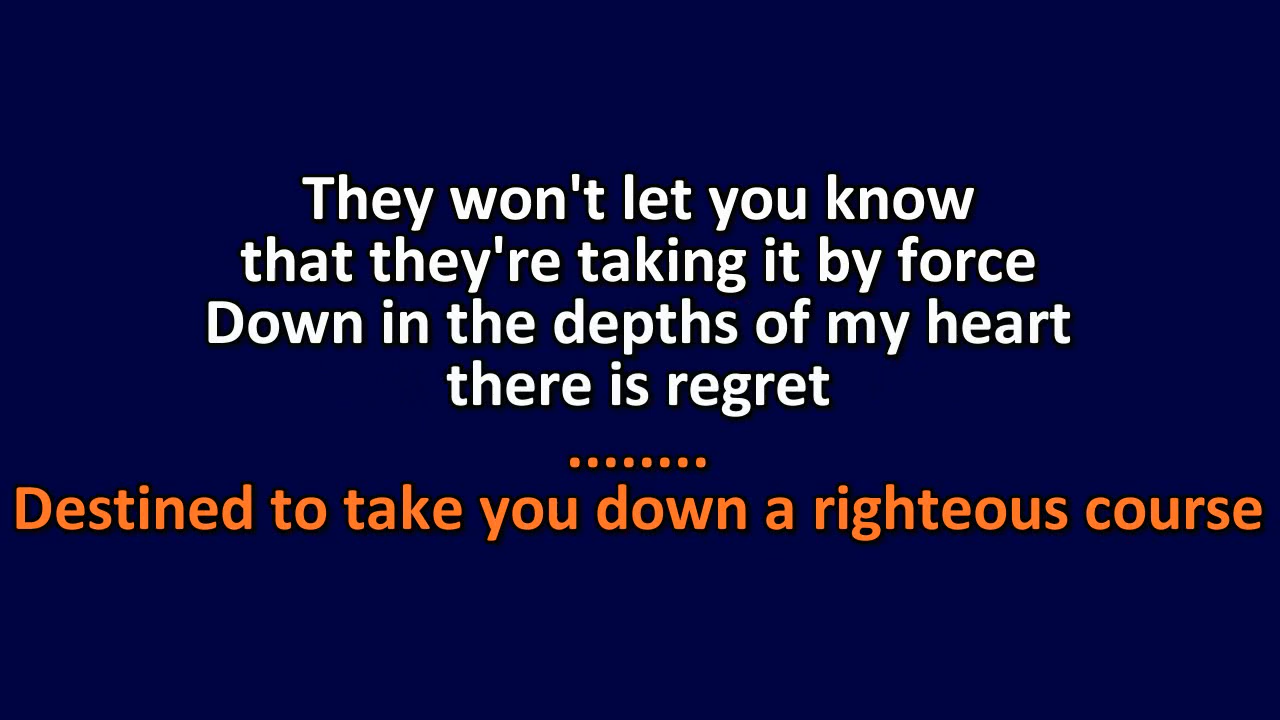 They won't let you know
that they're taking it by force
Down in the depths of my heart
there is regret
........
Destined to take you down a righteous course